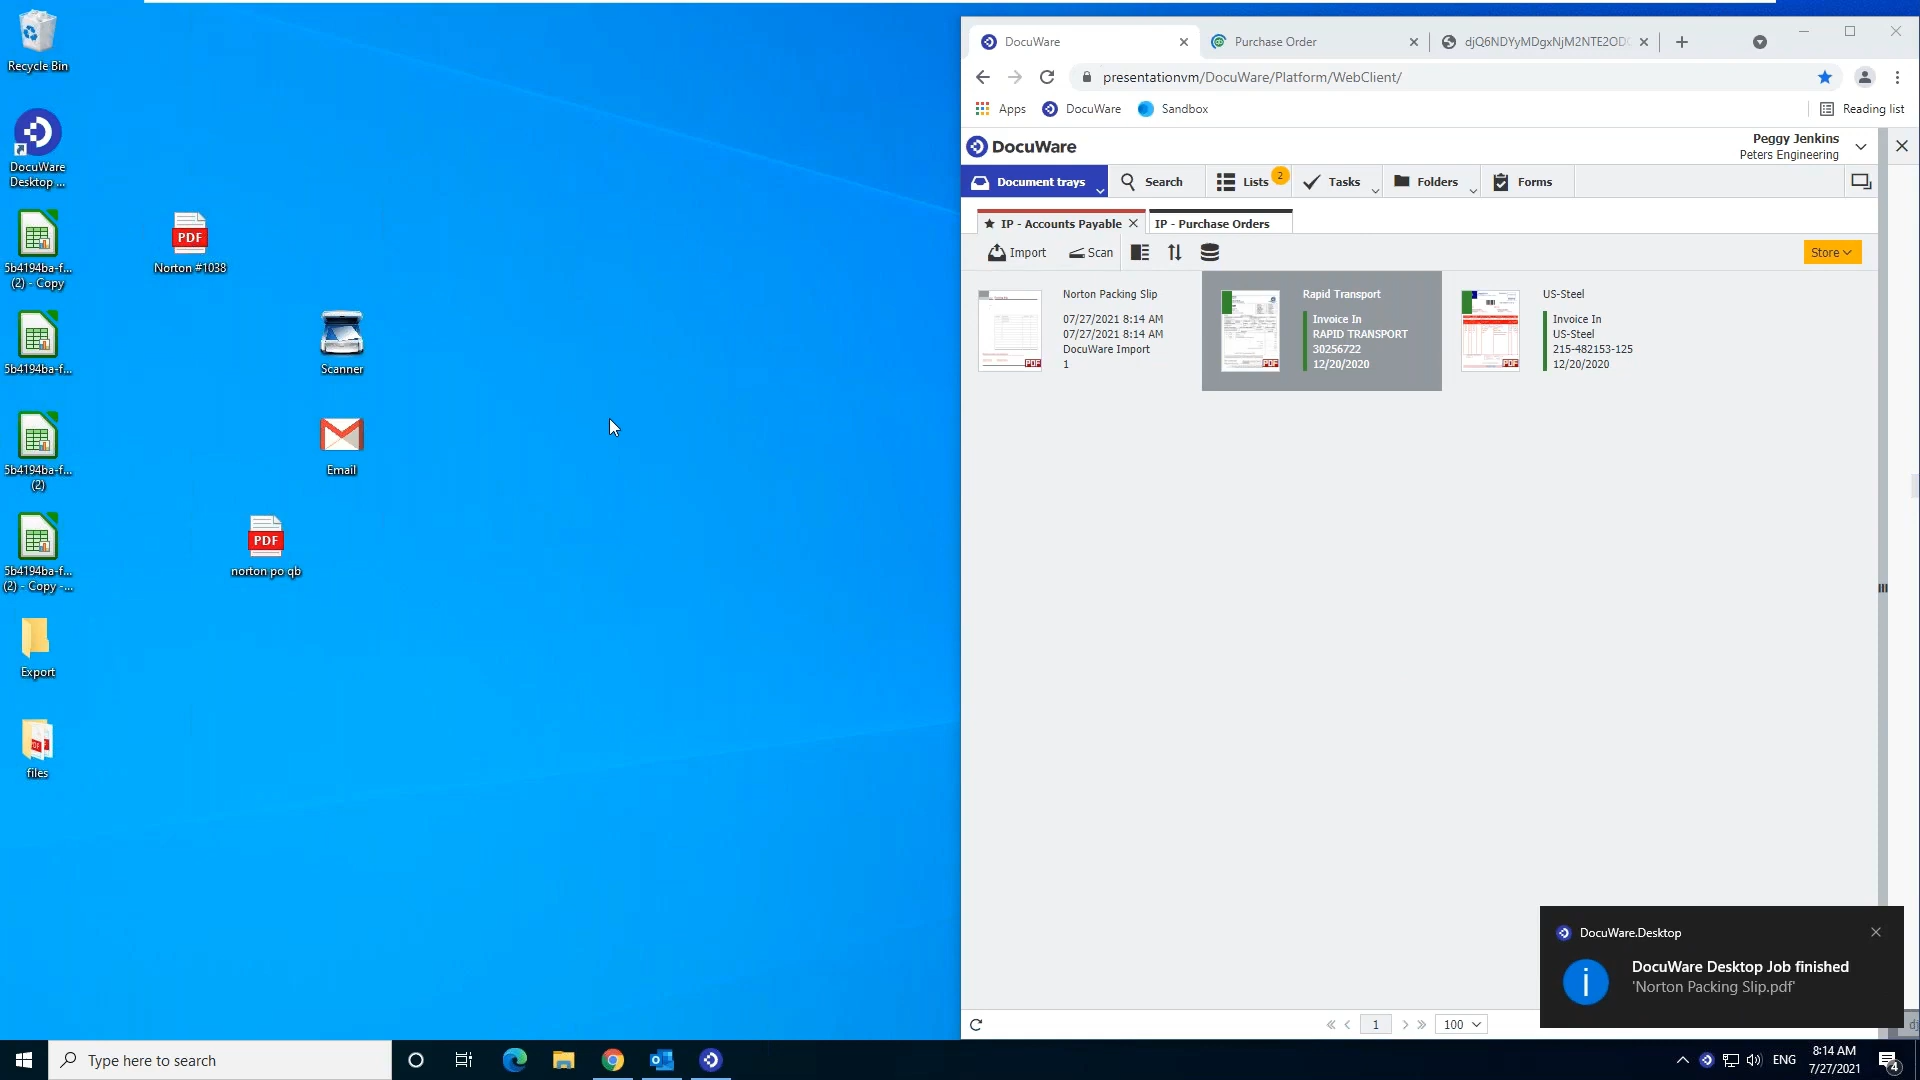 Recycle Bin
DocuWare
Desktop ...
5b4194ba-f...
(2) - Copy
5b4194ba-f...
5b4194ba-f...
(2)
5b4194ba-f...
(2) - Copy -...
Export
files
PDF
Norton #1038
Scanner
Email
PDF
norton po qb
DocuWare
Purchase Order
presentationvm/DocuWare/Platform/WebClient/
Apps
DocuWare
Sandbox
Reading list
DocuWare
Peggy Jenkins
Peters Engineering
Document trays
Search
Lists
2
Tasks
Folders
Forms
IP - Accounts Payable
IP - Purchase Orders
Import
Scan
Store
Norton Packing Slip
07/27/2021 8:14 AM
07/27/2021 8:14 AM
DocuWare Import
1
PDF
Rapid Transport
Invoice In
RAPID TRANSPORT
30256722
12/20/2020
PDF
US-Steel
Invoice In
US-Steel
215-482153-125
12/20/2020
PDF
1
100
DocuWare.Desktop
DocuWare Desktop Job finished
'Norton Packing Slip.pdf'
Type here to search
ENG
8:14 AM
7/27/2021
4